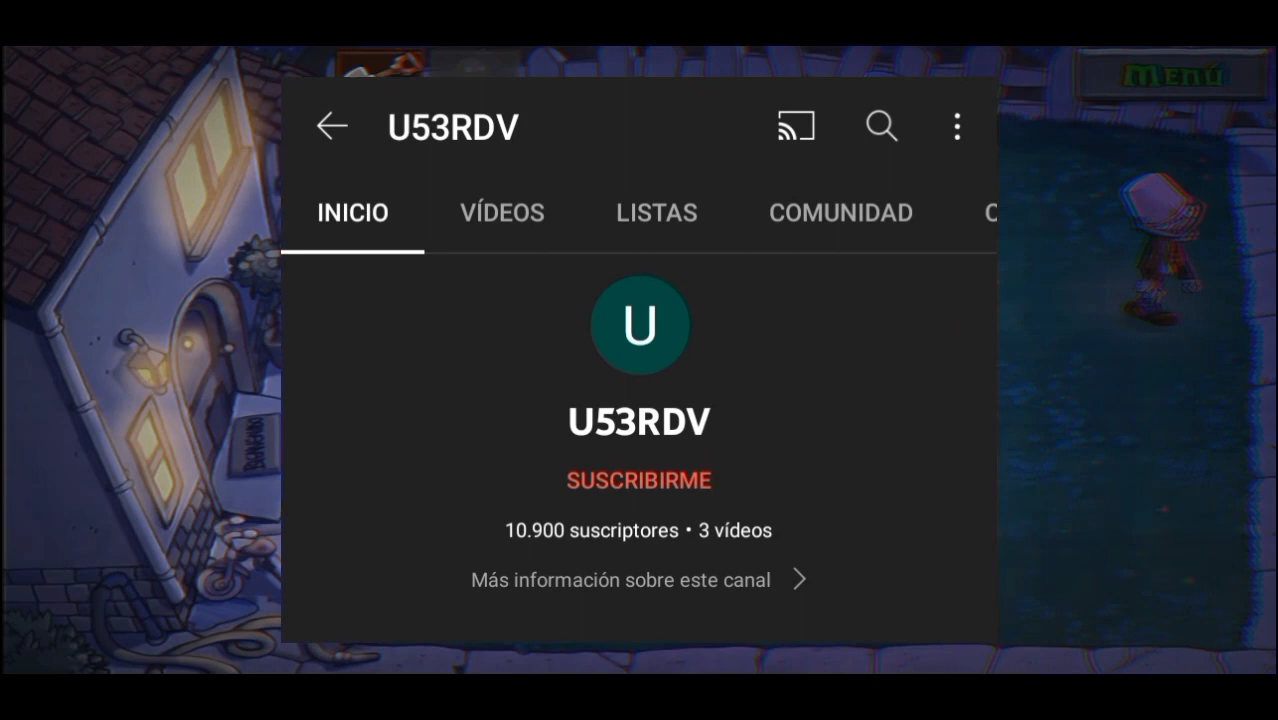 Menú
U53RDV
INICIO VÍDEOS LISTAS COMUNIDAD C
U
U53RDV
SUSCRIBIRME
10.900 suscriptores • 3 vídeos
Más información sobre este canal